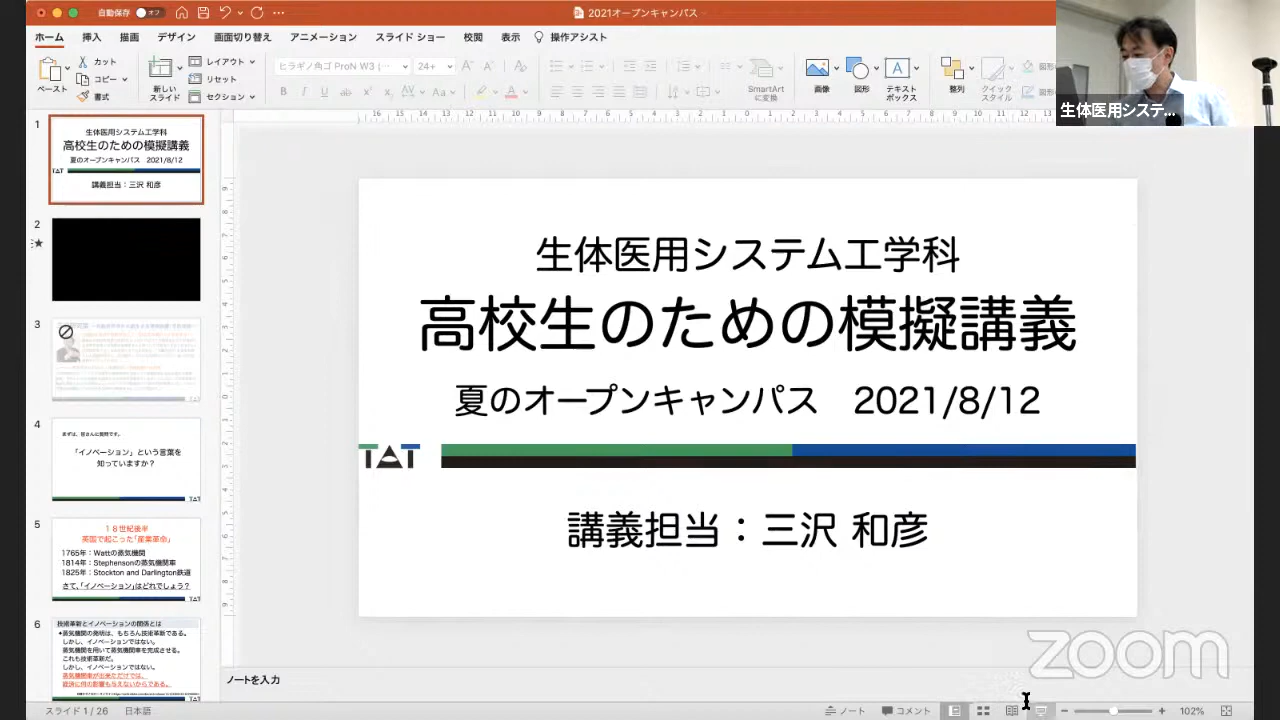 自動保存 オフ
2021オープンキャンパス
ホーム 挿入 描画 デザイン 画面切り替え アニメーション スライド ショー 校閲 表示 操作アシスト
ペースト
カット
コピー
書式
新しい
スライド
レイアウト
リセット
セクション
ヒラギノ角ゴ ProN W3 (...
24+
SmartArt
に変換
画像
図形
テキスト
ボックス
整列
クイック
スタイル
生体医用システ...
1
生体医用システム工学科
高校生のための模擬講義
夏のオープンキャンパス 2021/8/12
TAT
講義担当：三沢 和彦
2
3
4
まずは、皆さんに質問です。
「イノベーション」という言葉を
知っていますか？
TAT
5
１８世紀後半
英国で起こった「産業革命」
1765年：Wattの蒸気機関
1814年：Stephensonの蒸気機関車
1825年：Stockton and Darlington鉄道
さて、「イノベーション」はどれでしょう？
TAT
6
技術革新とイノベーションの関係とは
•蒸気機関の発明は、もちろん技術革新である。
しかし、イノベーションではない。
蒸気機関を用いて蒸気機関車を完成させる。
これも技術革新だ。
しかし、イノベーションではない。
蒸気機関車が出来ただけでは、
経済に何の影響も与えないからである。
生体医用システム工学科
高校生のための模擬講義
夏のオープンキャンパス 2021/8/12
TAT
講義担当：三沢 和彦
zoom
ノートを入力
スライド 1 / 26 日本語
ノート コメント
102%